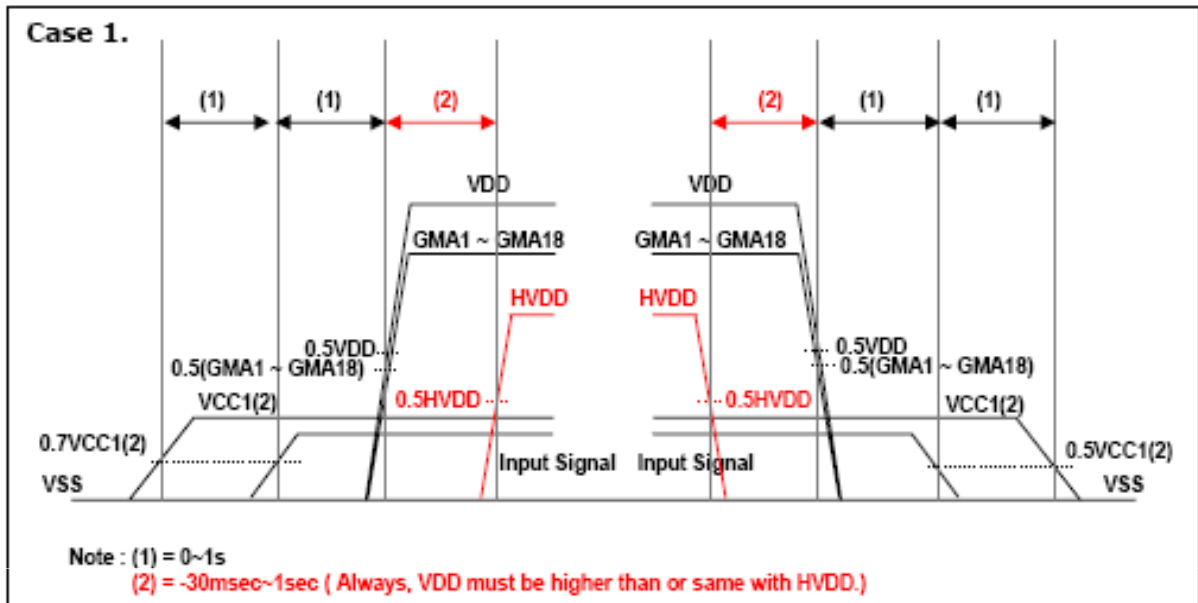 Case 1.
(1) (1) (2) (2) (1) (1)
VDD VDD
GMA1 ~ GMA18 GMA1 ~ GMA18
HVDD HVDD
0.5VDD 0.5VDD
0.5(GMA1 ~ GMA18) 0.5(GMA1 ~ GMA18)
VCC1(2) 0.5HVDD 0.5HVDD VCC1(2)
0.7VCC1(2) Input Signal Input Signal 0.5VCC1(2)
VSS VSS
Note : (1) = 0~1s
(2) = -30msec~1sec ( Always, VDD must be higher than or same with HVDD.)